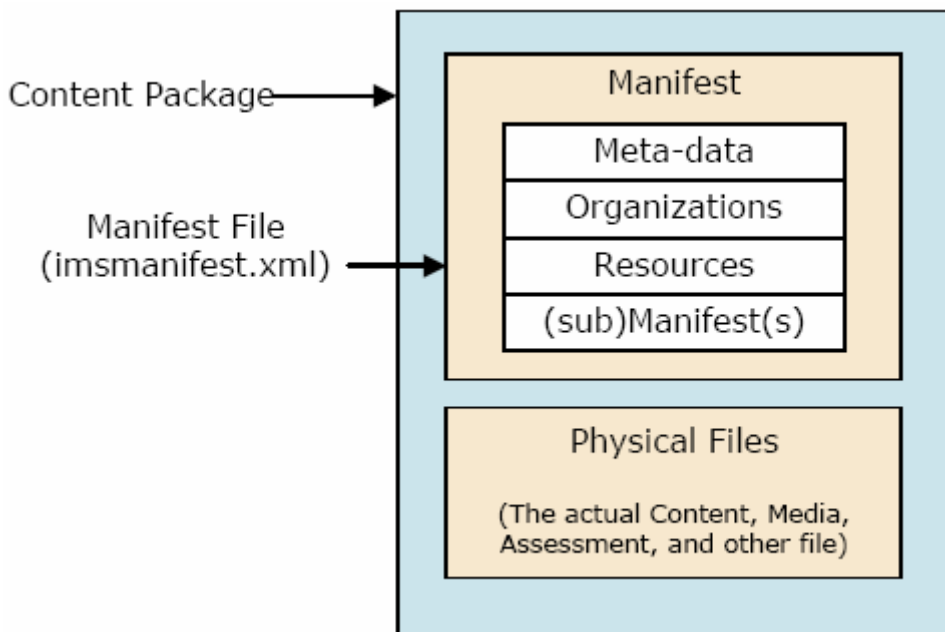 Content Package
Manifest File
(imsmanifest.xml)
Manifest
Meta-data
Organizations
Resources
(sub)Manifest(s)
Physical Files
(The actual Content, Media,
Assessment, and other file)